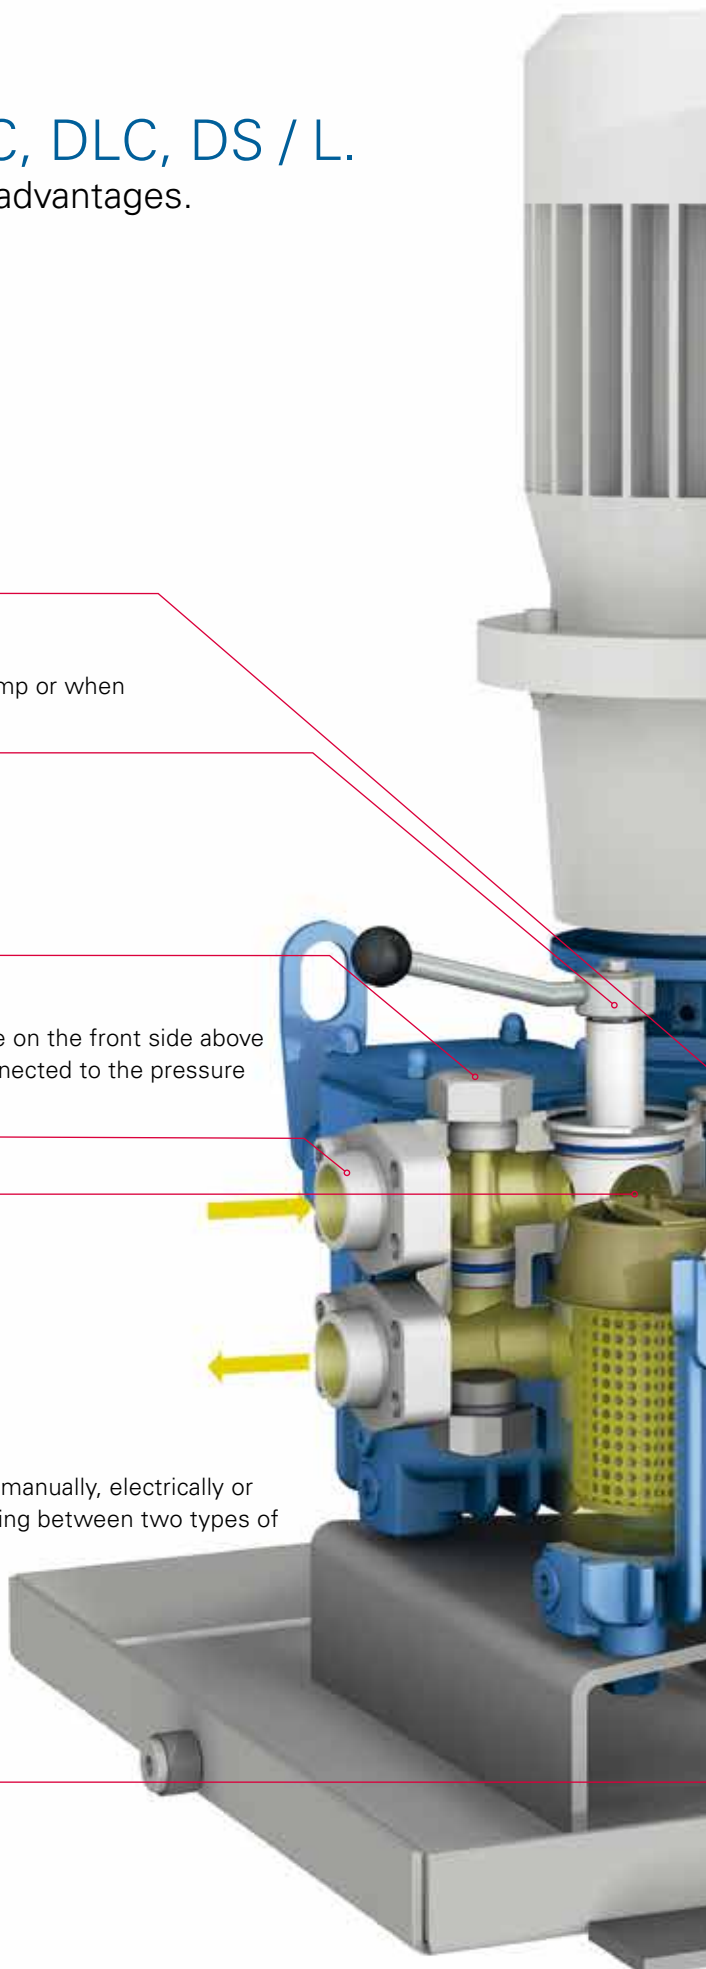 C, DLC, DS / L.
advantages.
mp or when
e on the front side above
nnected to the pressure
manually, electrically or
ing between two types of